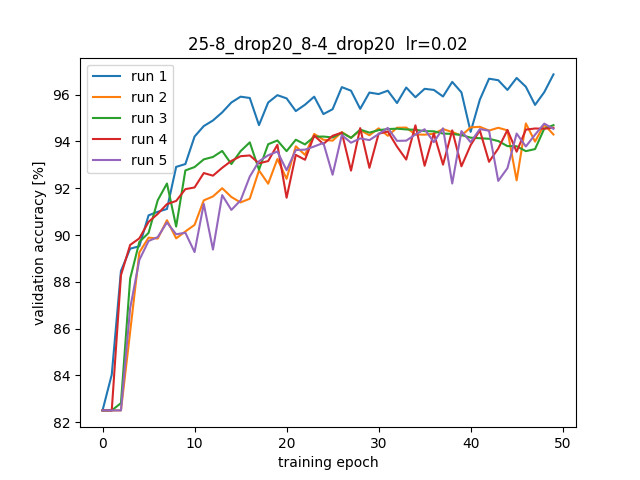 25-8_drop20_8-4_drop20  lr=0.02
run 1
run 2
run 3
run 4
run 5
validation accuracy [%]
96
94
92
90
88
86
84
82
0 10 20 30 40 50
training epoch